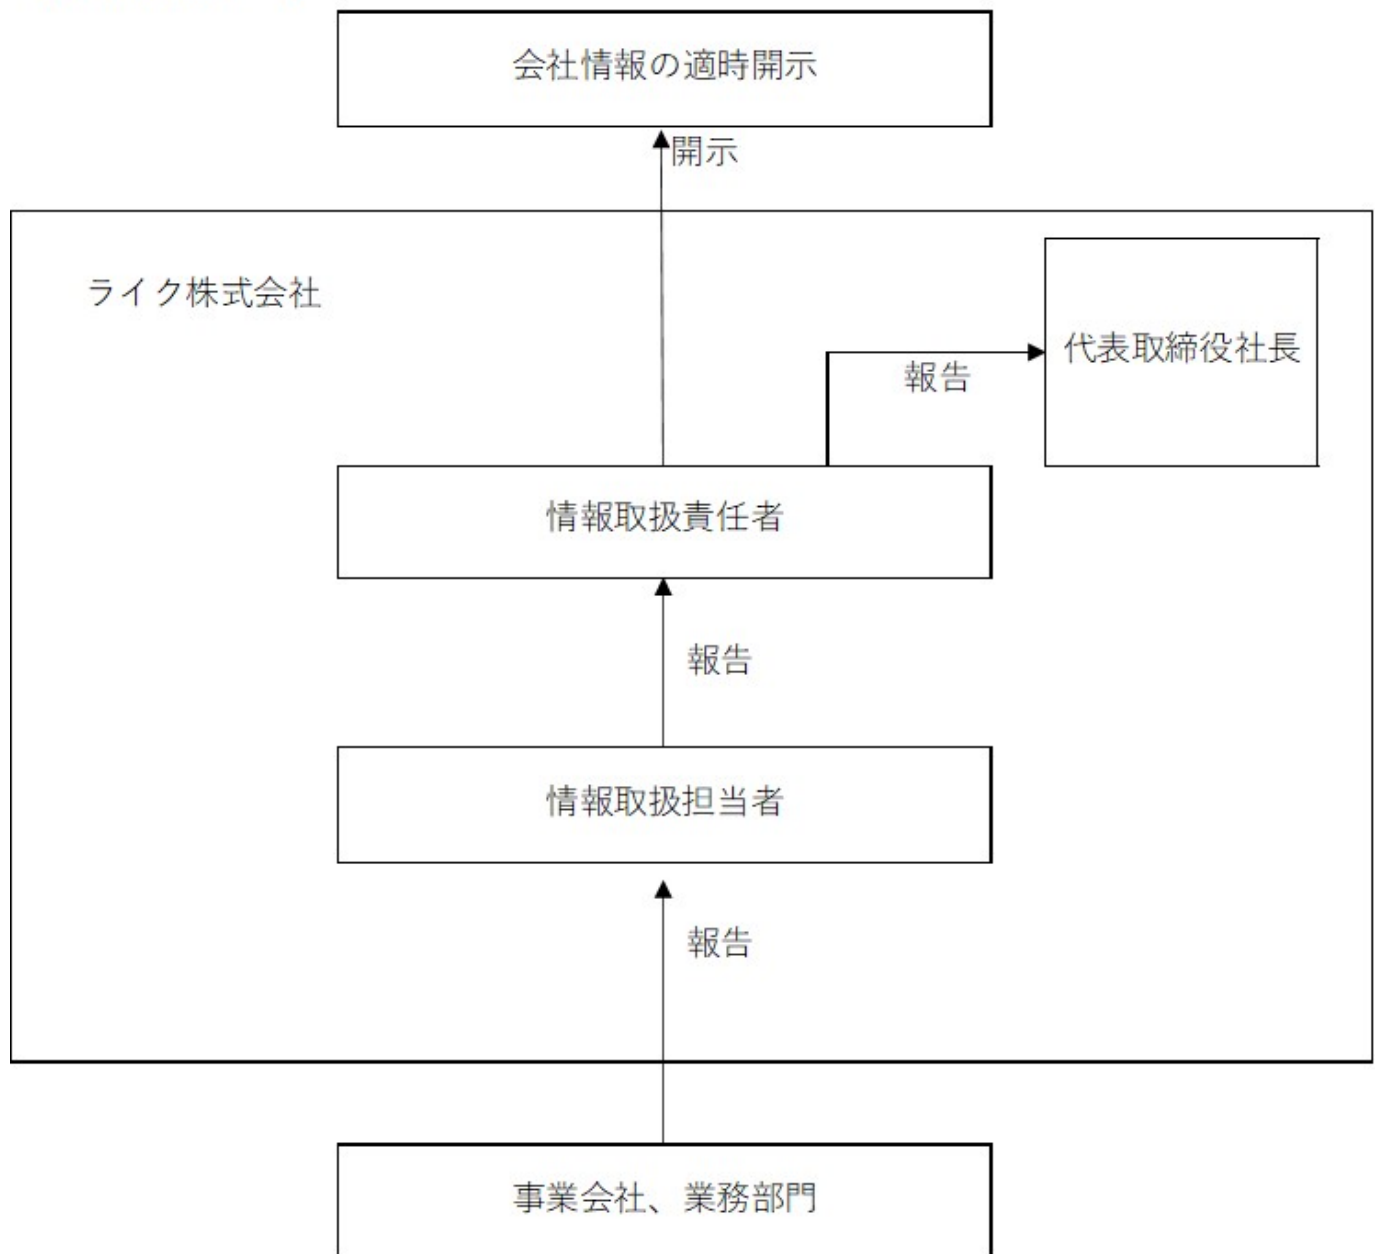 会社情報の適時開示
開示
ライク株式会社
代表取締役社長
報告
情報取扱責任者
報告
情報取扱担当者
報告
事業会社、業務部門